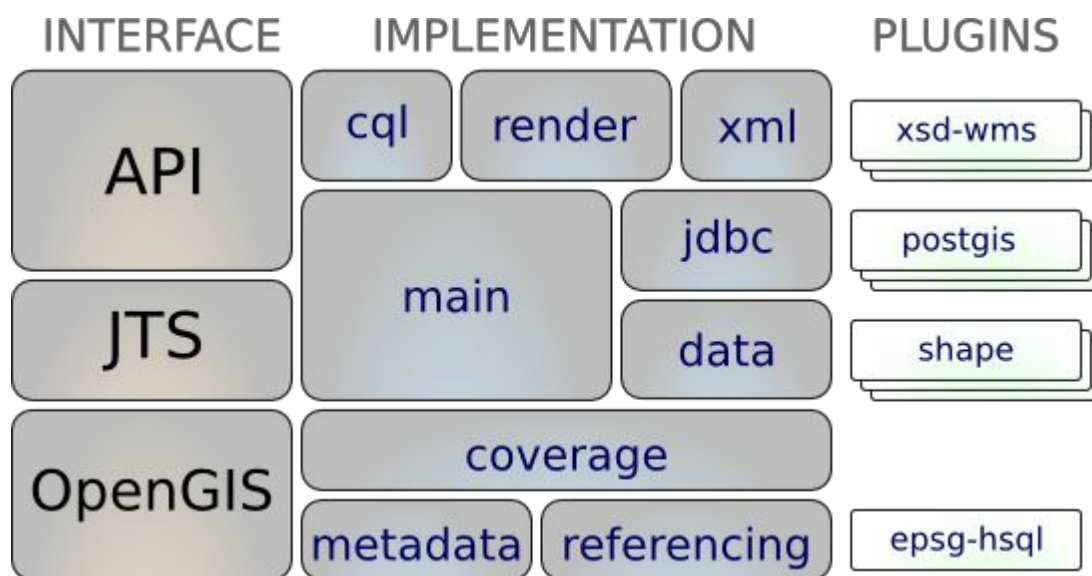 INTERFACE IMPLEMENTATION PLUGINS
API
cql render xml
xsd-wms
main
jdbc
postgis
JTS
data
shape
OpenGIS
coverage
metadata referencing
epsg-hsql